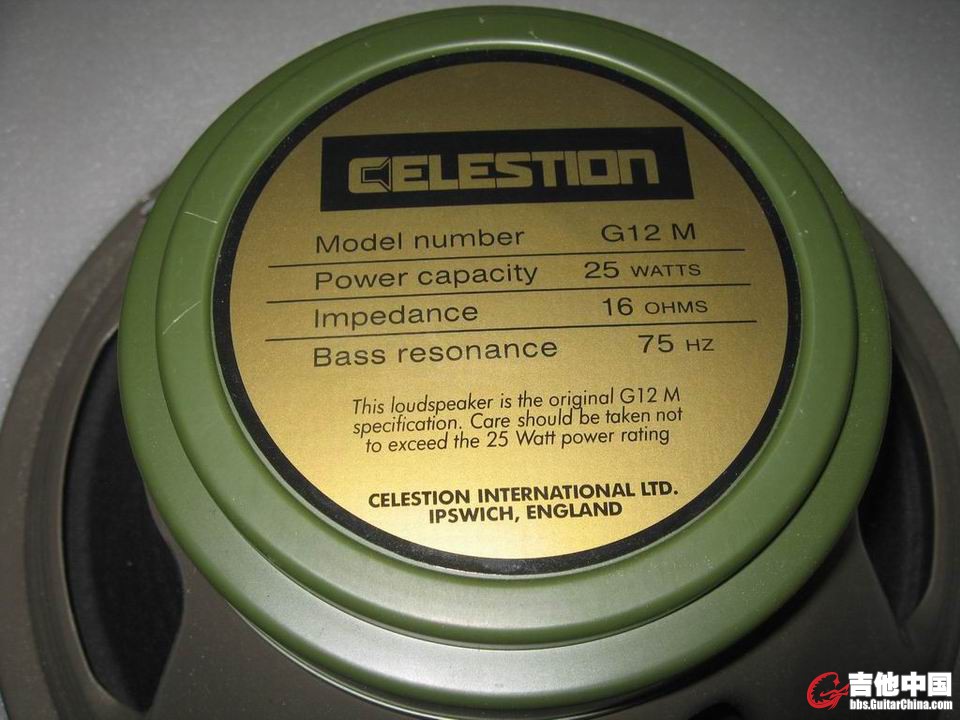 CELESTION
Model number G12 M
Power capacity 25 WATTS
Impedance 16 OHMS
Bass resonance 75 HZ
This loudspeaker is the original G12 M
specification. Care should be taken not
to exceed the 25 Watt power rating
CELESTION INTERNATIONAL LTD.
IPSWICH, ENGLAND
吉他中国
bbs.GuitarChina.com